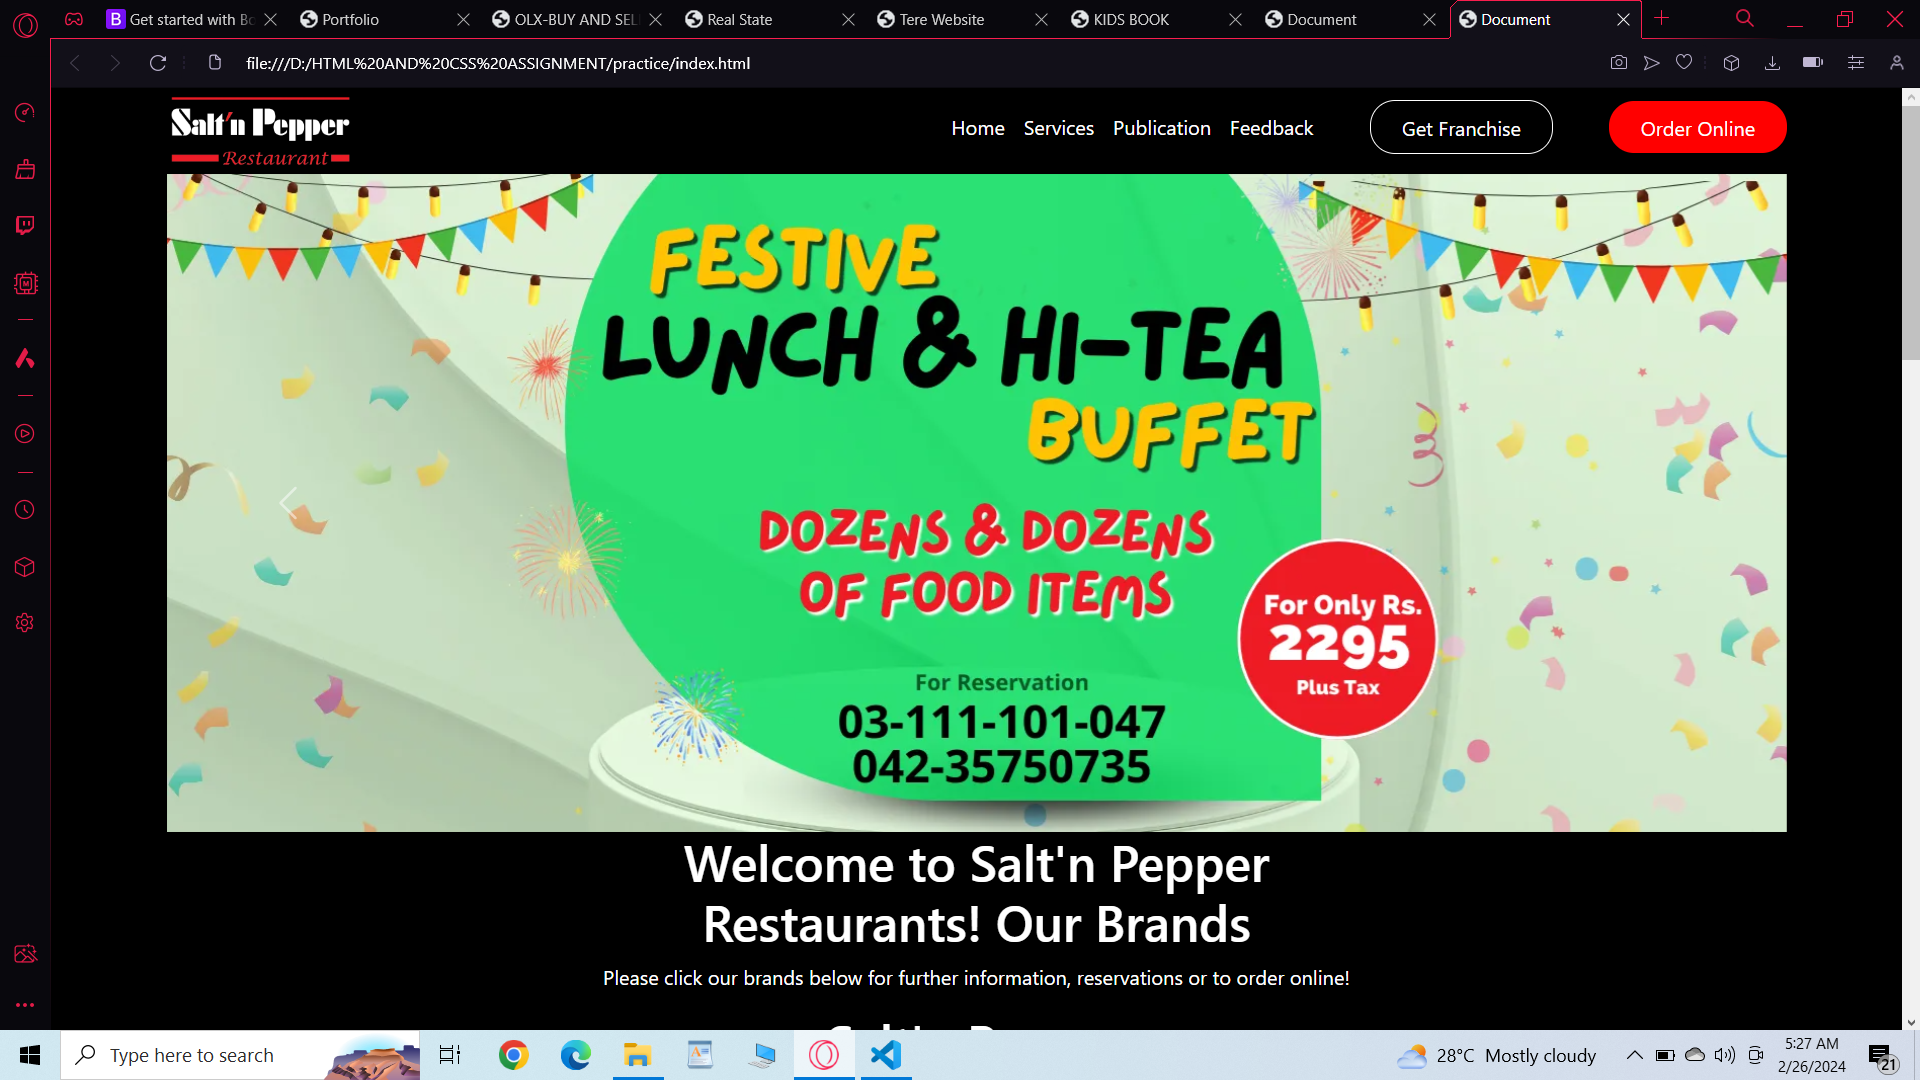 Get started with Bo
Portfolio
OLX-BUY AND SEL
Real State
Tere Website
KIDS BOOK
Document
Document
file:///D:/HTML%20AND%20CSS%20ASSIGNMENT/practice/index.html
Salt'n Pepper
Restaurant
Home Services Publication Feedback
Get Franchise
Order Online
FESTIVE
LUNCH & HI-TEA
BUFFET
DOZENS & DOZENS
OF FOOD ITEMS
For Only Rs.
2295
Plus Tax
For Reservation
03-111-101-047
042-35750735
Welcome to Salt'n Pepper
Restaurants! Our Brands
Please click our brands below for further information, reservations or to order online!
Type here to search
28°C Mostly cloudy
5:27 AM
2/26/2024
21